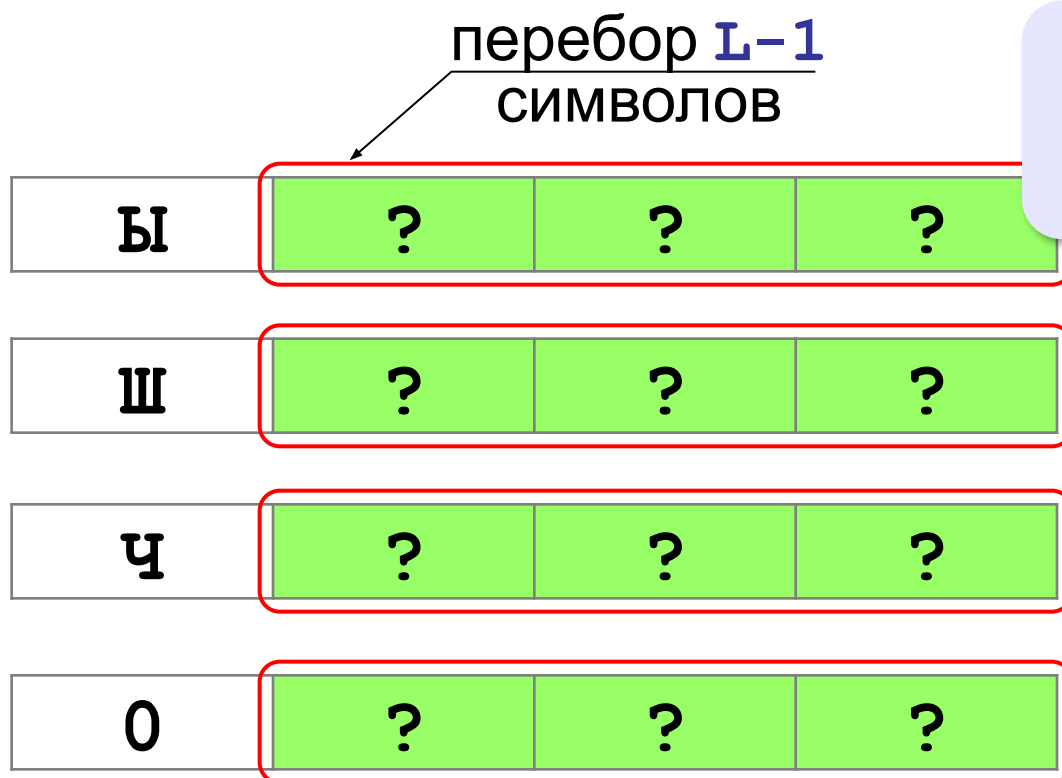 перебор L-1
символов
Ы ? ? ?
Ш ? ? ?
Ч ? ? ?
О ? ? ?